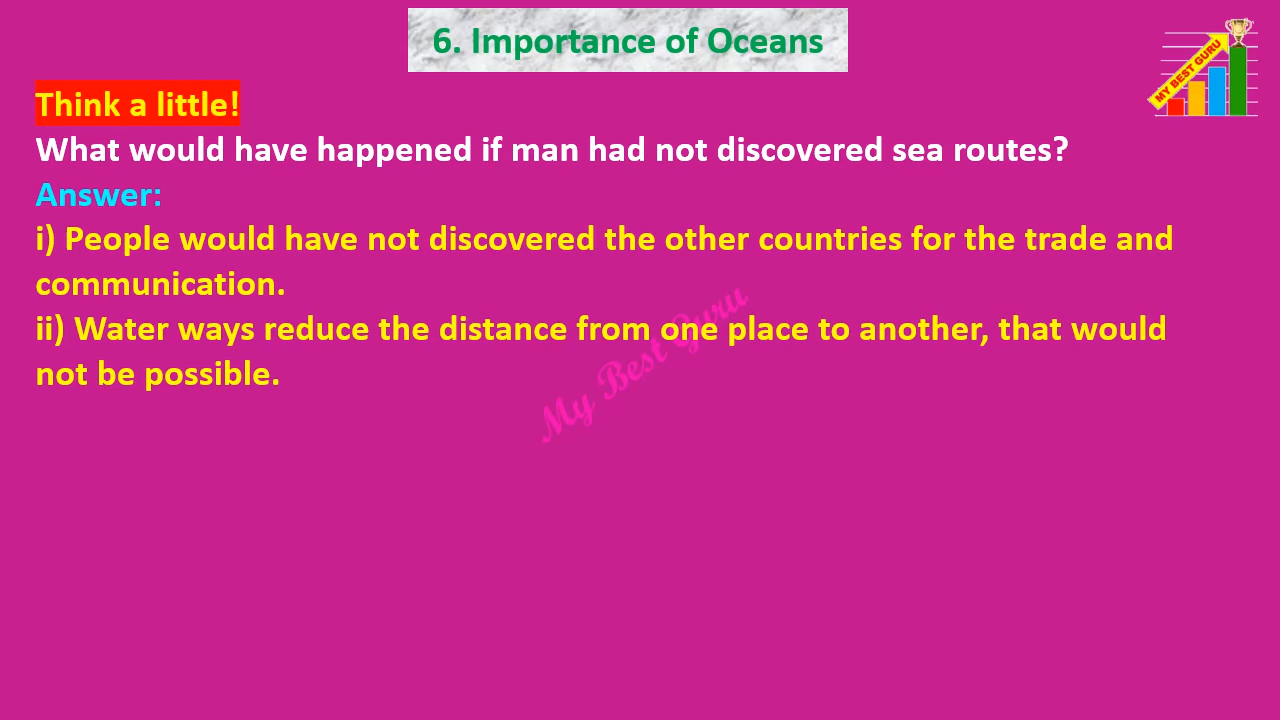 6. Importance of Oceans
MY BEST GURU
Think a little!
What would have happened if man had not discovered sea routes?
Answer:
i) People would have not discovered the other countries for the trade and
communication.
ii) Water ways reduce the distance from one place to another, that would
not be possible.
My Best Guru